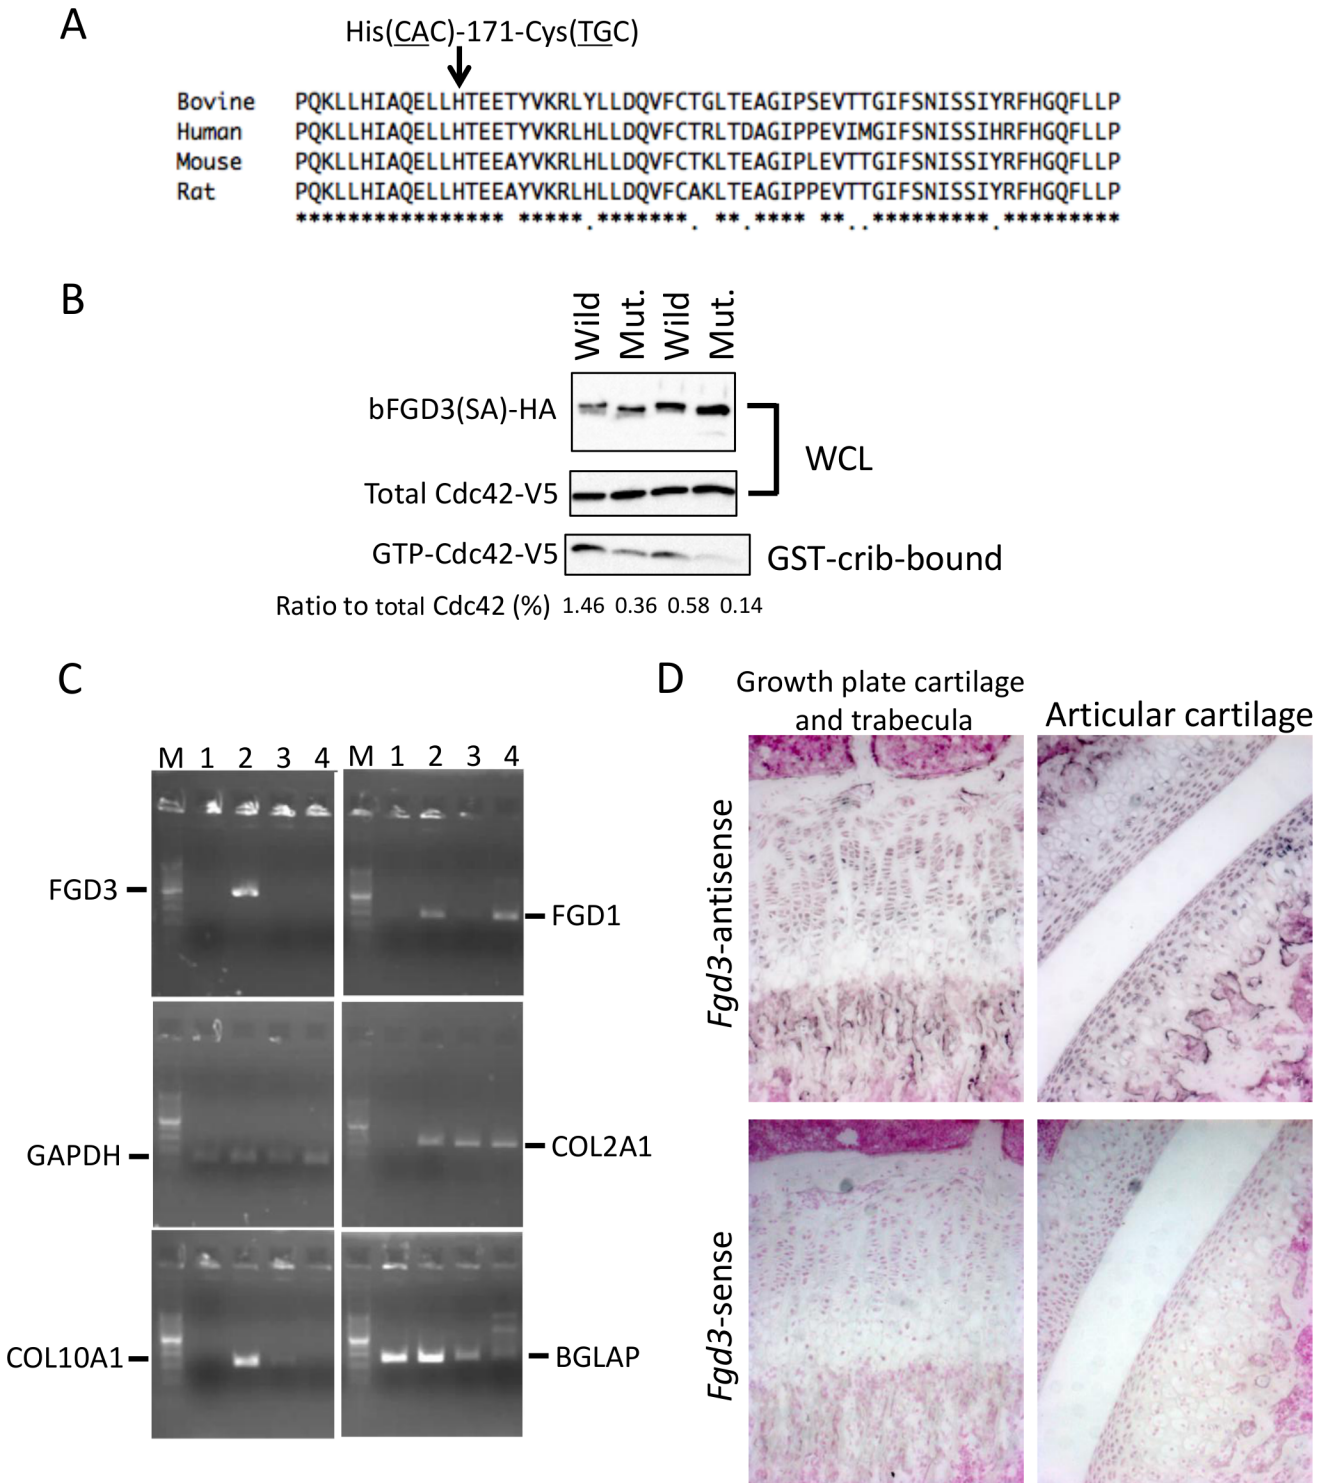 A
His(CAC)-171-Cys(TGC)
Bovine PQKLLHIAQELLHTEETYVKRLYLLDQVFCTGLTEAGIPSEVTTGIFSNISSIYRFHGQFLLP
Human PQKLLHIAQELLHTEETYVKRLHLLDQVFCTRLTDAGIPPEVIMGIFSNISSIHRFHGQFLLP
Mouse PQKLLHIAQELLHTEEAYVKRLHLLDQVFCTKLTEAGIPLEVTTGIFSNISSIYRFHGQFLLP
Rat PQKLLHIAQELLHTEEAYVKRLHLLDQVFCAKLTEAGIPPEVTTGIFSNISSIYRFHGQFLLP
**************** *****.*******. **.**** **..*********.*********
B
Wild Mut. Wild Mut.
bFGD3(SA)-HA
WCL
Total Cdc42-V5
GTP-Cdc42-V5 GST-crib-bound
Ratio to total Cdc42 (%) 1.46 0.36 0.58 0.14
C
M 1 2 3 4 M 1 2 3 4
FGD3
FGD1
GAPDH
COL2A1
COL10A1
BGLAP
D
Growth plate cartilage
and trabecula
Articular cartilage
Fgd3-antisense
Fgd3-sense